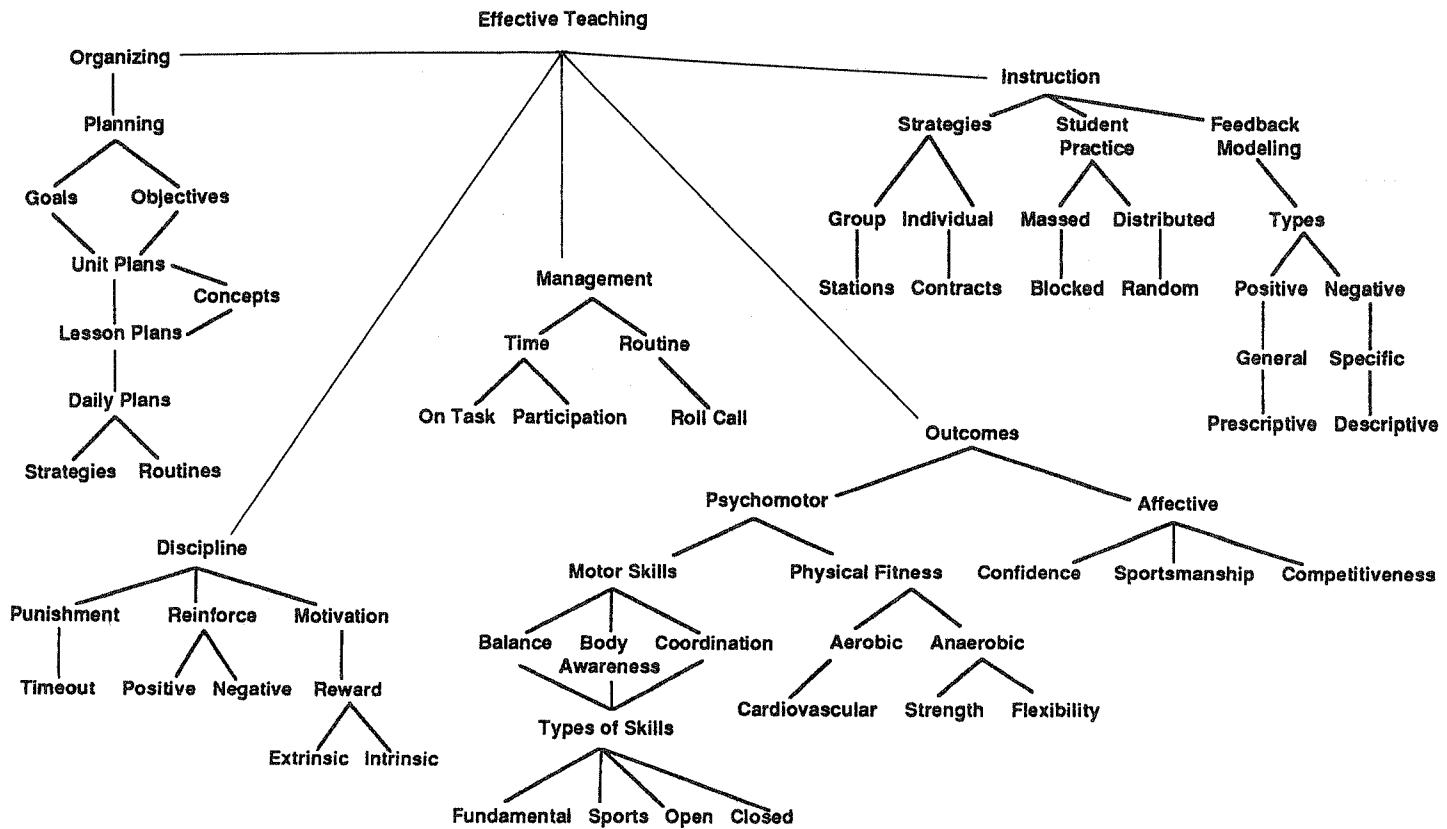 Effective Teaching
Organizing
Instruction
Planning
Strategies
Student
Practice
Feedback
Modeling
Goals
Objectives
Group
Individual
Massed
Distributed
Types
Unit Plans
Concepts
Management
Stations
Contracts
Blocked
Random
Positive
Negative
Lesson Plans
Time
Routine
General
Specific
Daily Plans
On Task
Participation
Roll Call
Prescriptive
Descriptive
Outcomes
Strategies
Routines
Psychomotor
Affective
Discipline
Motor Skills
Physical Fitness
Confidence
Sportsmanship
Competitiveness
Punishment
Reinforce
Motivation
Balance
Body
Awareness
Coordination
Aerobic
Anaerobic
Timeout
Positive
Negative
Reward
Cardiovascular
Strength
Flexibility
Types of Skills
Extrinsic
Intrinsic
Fundamental
Sports
Open
Closed